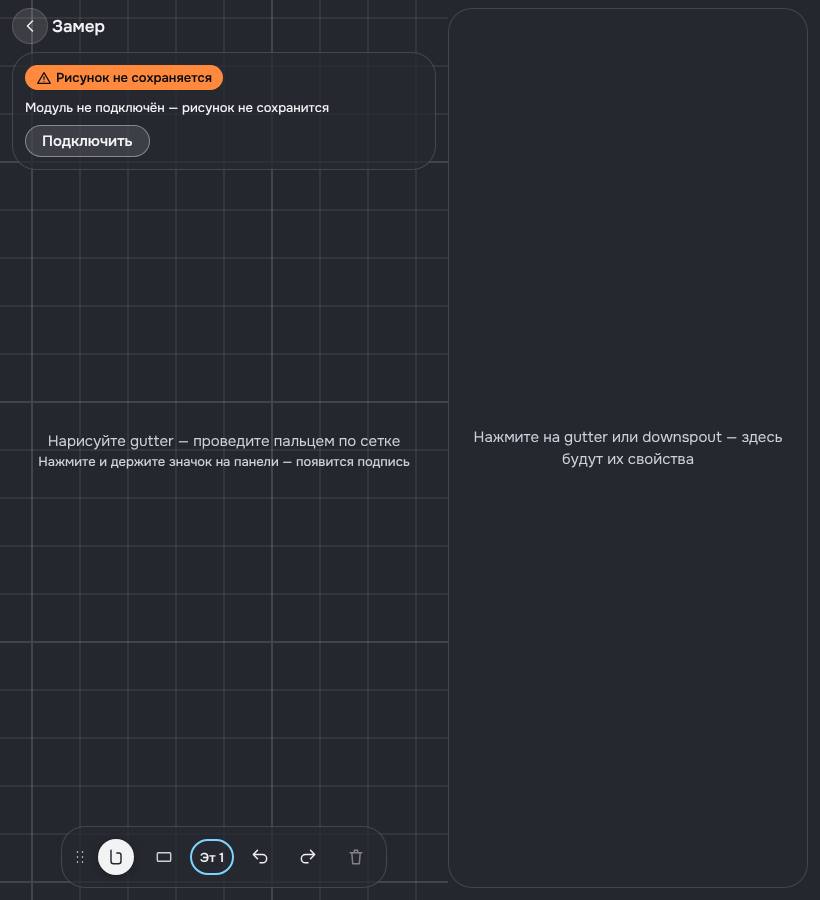 Замер
Рисунок не сохраняется
Модуль не подключён — рисунок не сохранится
Подключить
Нарисуйте gutter — проведите пальцем по сетке
Нажмите и держите значок на панели — появится подпись
Нажмите на gutter или downspout — здесь
будут их свойства
Эт 1